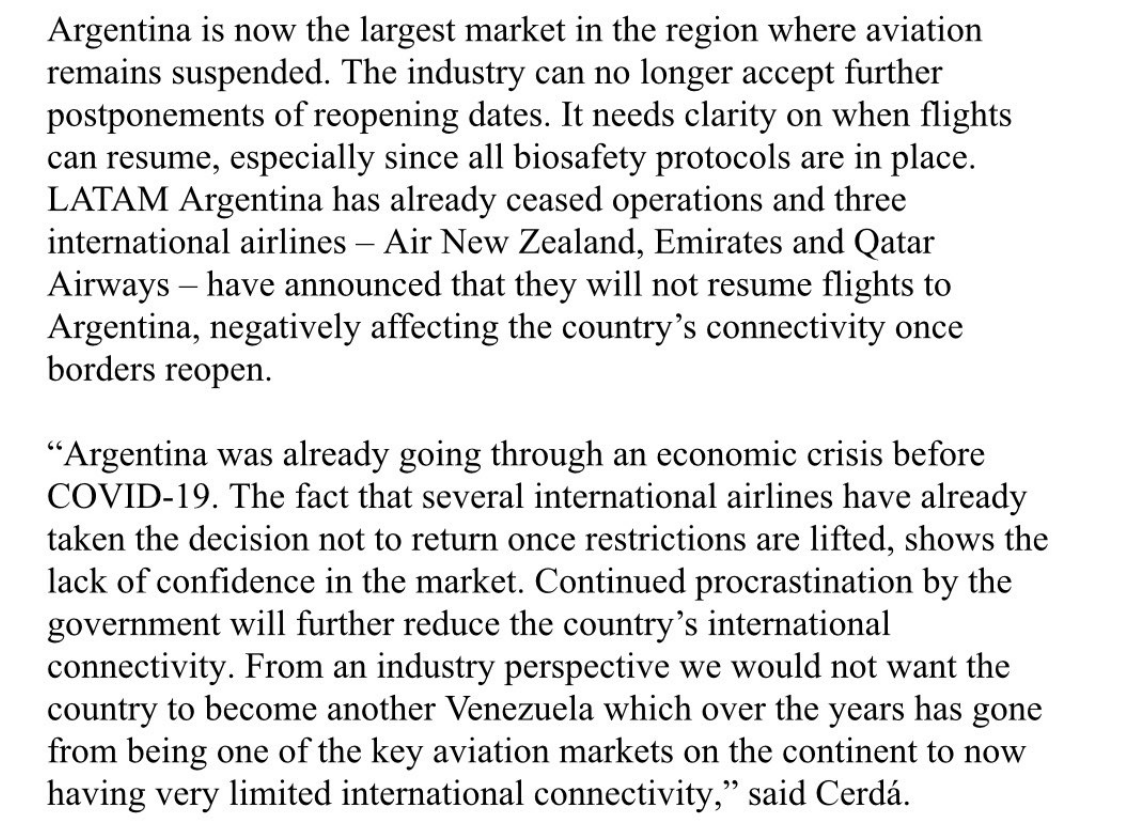 Argentina is now the largest market in the region where aviation
remains suspended. The industry can no longer accept further
postponements of reopening dates. It needs clarity on when flights
can resume, especially since all biosafety protocols are in place.
LATAM Argentina has already ceased operations and three
international airlines – Air New Zealand, Emirates and Qatar
Airways – have announced that they will not resume flights to
Argentina, negatively affecting the country’s connectivity once
borders reopen.
“Argentina was already going through an economic crisis before
COVID-19. The fact that several international airlines have already
taken the decision not to return once restrictions are lifted, shows the
lack of confidence in the market. Continued procrastination by the
government will further reduce the country’s international
connectivity. From an industry perspective we would not want the
country to become another Venezuela which over the years has gone
from being one of the key aviation markets on the continent to now
having very limited international connectivity,” said Cerdá.